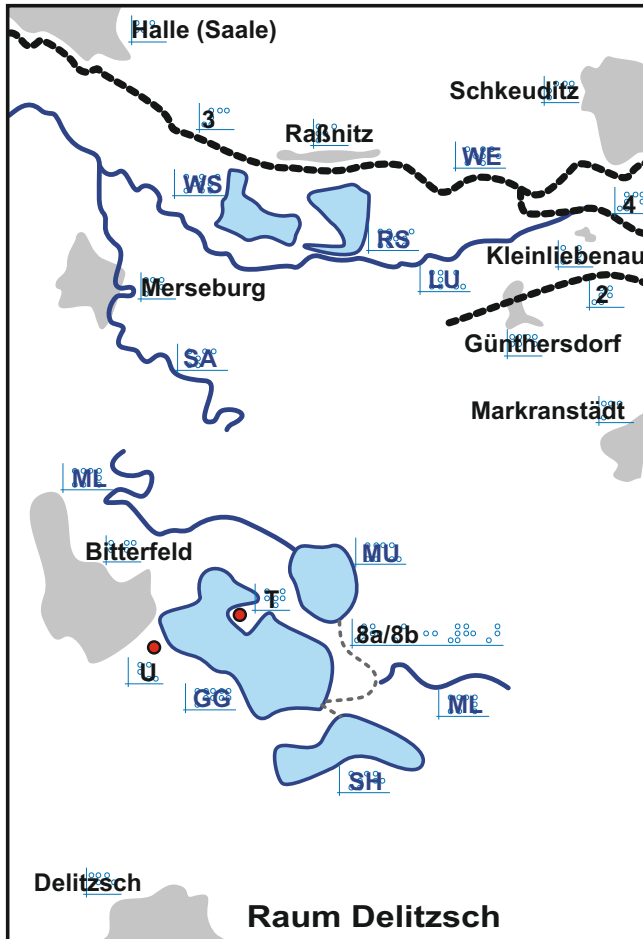 Halle (Saale)
Schkeuditz
3
Raßnitz
WE
WS
4
RS
Kleinliebenau
LU
Merseburg
2
Günthersdorf
SA
Markranstädt
ML
Bitterfeld
MU
T
8a/8b
U
GG
ML
SH
Delitzsch
Raum Delitzsch